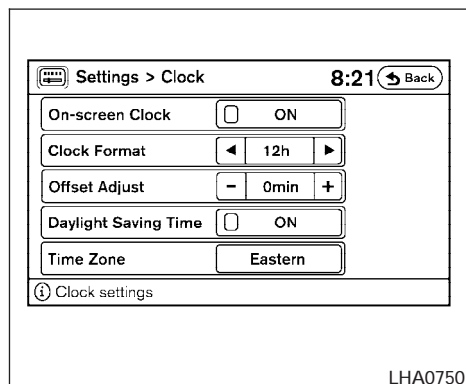 Settings > Clock 8:21 Back
On-screen Clock ON
Clock Format ◄ 12h ►
Offset Adjust - 0min +
Daylight Saving Time ON
Time Zone Eastern
i Clock settings
LHA0750